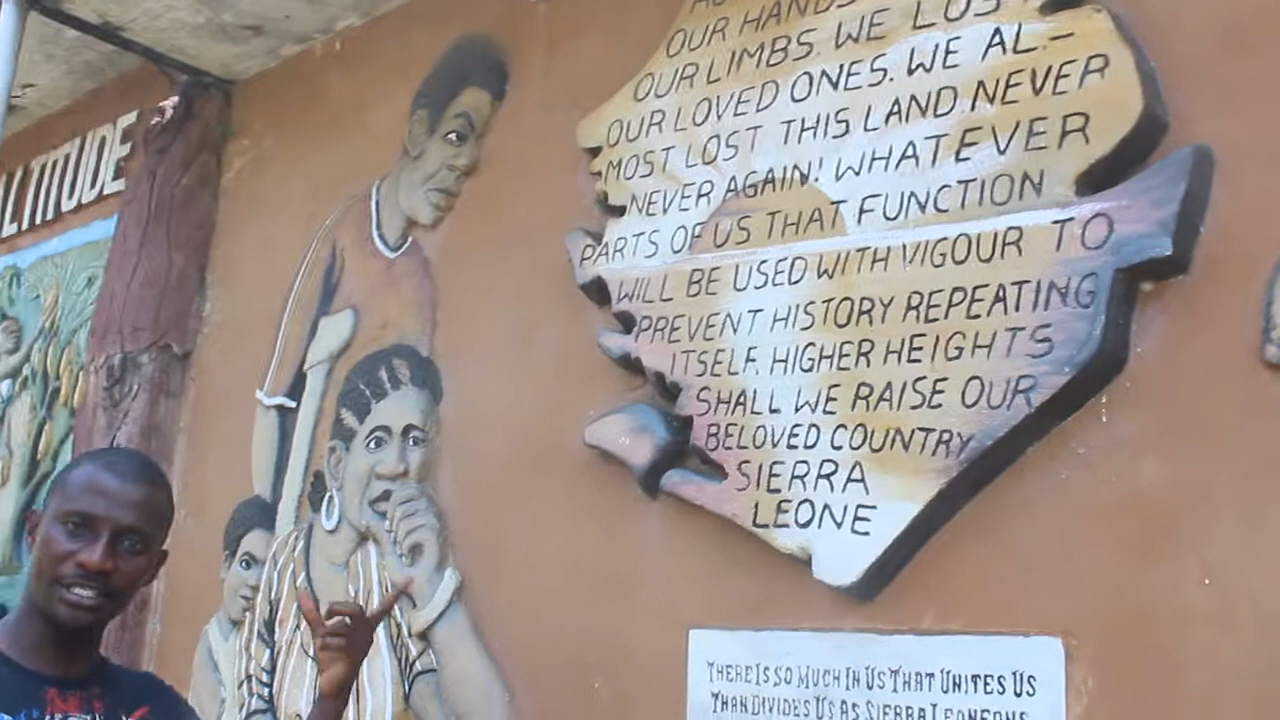 ALTITUDE
OUR HANDS
OUR LIMBS. WE LOS
OUR LOVED ONES. WE AL-
MOST LOST THIS LAND. NEVER
NEVER AGAIN! WHATEVER
PARTS OF US THAT FUNCTION
WILL BE USED WITH VIGOUR TO
PREVENT HISTORY REPEATING
ITSELF. HIGHER HEIGHTS
SHALL WE RAISE OUR
BELOVED COUNTRY
SIERRA
LEONE
THERE IS SO MUCH IN US THAT UNITES US
THAN DIVIDES US AS SIERRA LEONEONS